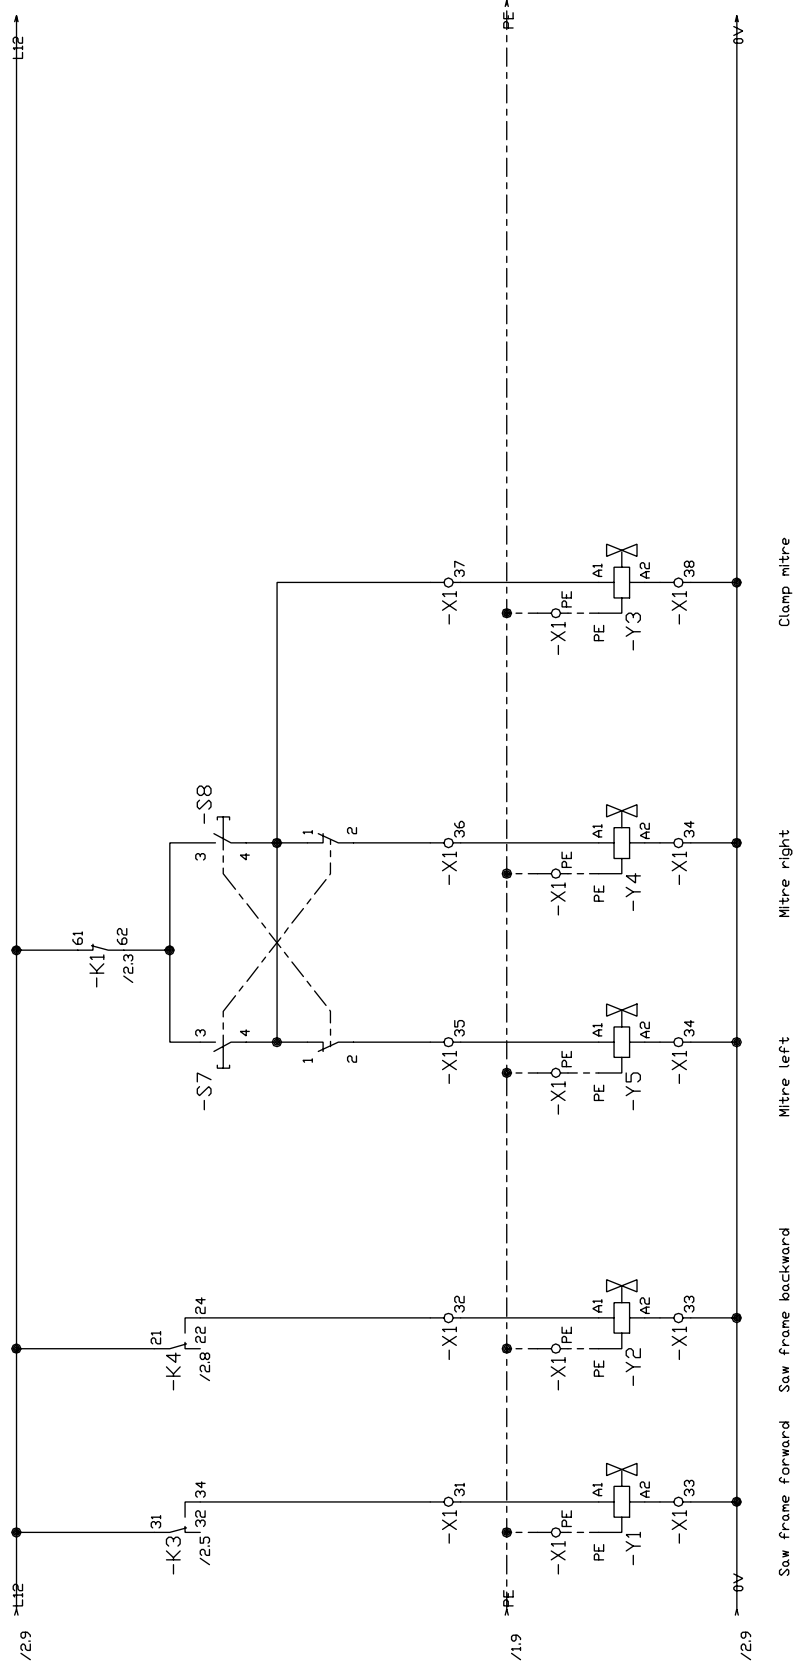 /2.9
L12
L12
/1.9
PE
PE
/2.9
0V
0V
-K3
/2.5
31
32
34
-X1
31
-X1
PE
PE
-Y1
A1
A2
-X1
33
Saw frame forward
-K4
/2.8
21
22
24
-X1
32
-X1
PE
PE
-Y2
A1
A2
-X1
33
Saw frame backward
-K1
/2.3
61
62
-S7
3
4
1
2
-X1
35
-X1
PE
PE
-Y5
A1
A2
-X1
34
Mitre left
-S8
3
4
1
2
-X1
36
-X1
PE
PE
-Y4
A1
A2
-X1
34
Mitre right
-X1
37
-X1
PE
PE
-Y3
A1
A2
-X1
38
Clamp mitre